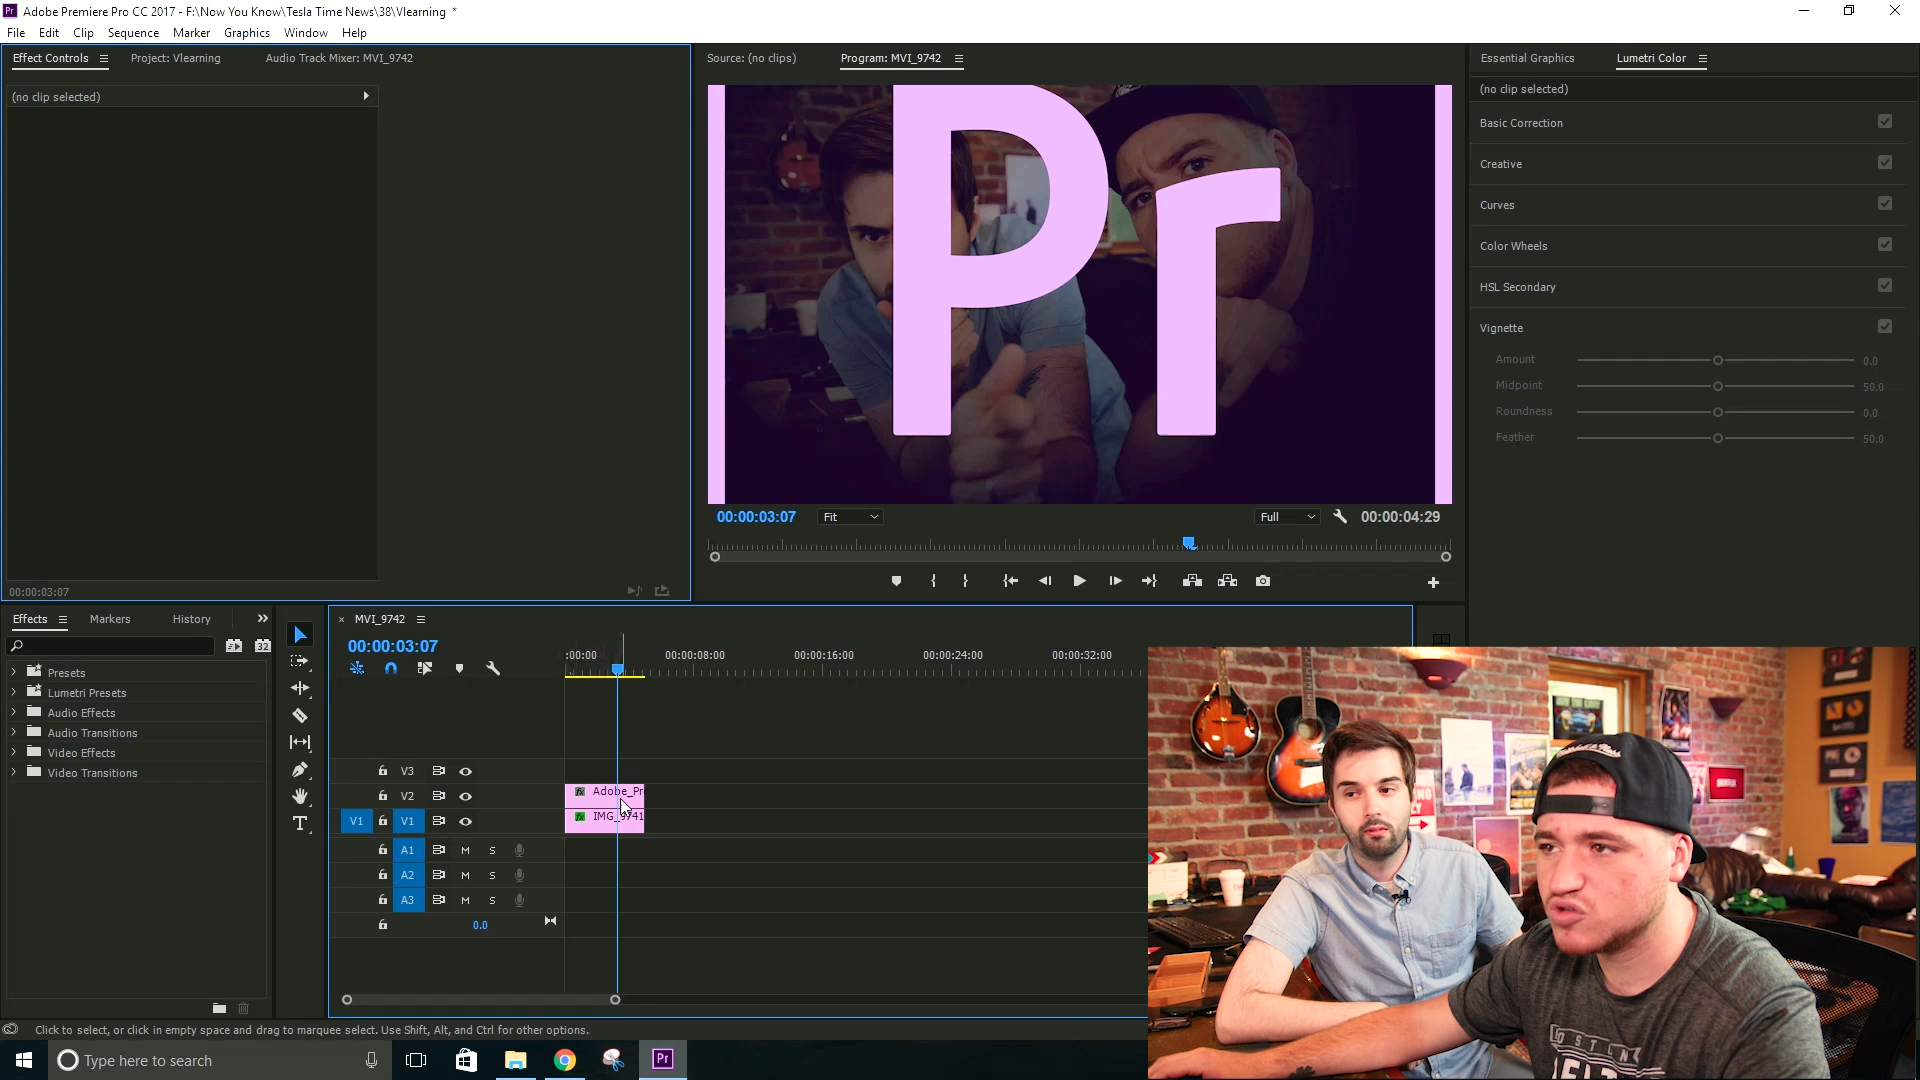 Adobe Premiere Pro CC 2017 - F:\Now You Know\Tesla Time News\38\Vlearning *
File Edit Clip Sequence Marker Graphics Window Help
Effect Controls Project: Vlearning Audio Track Mixer: MVI_9742
Source: (no clips) Program: MVI_9742
Essential Graphics Lumetri Color
(no clip selected)
(no clip selected)
Basic Correction
Creative
Curves
Color Wheels
HSL Secondary
Vignette
Amount 0.0
Midpoint 50.0
Roundness 0.0
Feather 50.0
Pr
00:00:03:07 Fit Full 00:00:04:29
00:00:03:07
Effects Markers History
32
Presets
Lumetri Presets
Audio Effects
Audio Transitions
Video Effects
Video Transitions
MVI_9742
00:00:03:07
:00:00 00:00:08:00 00:00:16:00 00:00:24:00 00:00:32:00
V3
V2 fx Adobe_Pr
V1 V1 fx IMG_9741
A1 M S
A2 M S
A3 M S
0.0
Click to select, or click in empty space and drag to marquee select. Use Shift, Alt, and Ctrl for other options.
Type here to search
Pr